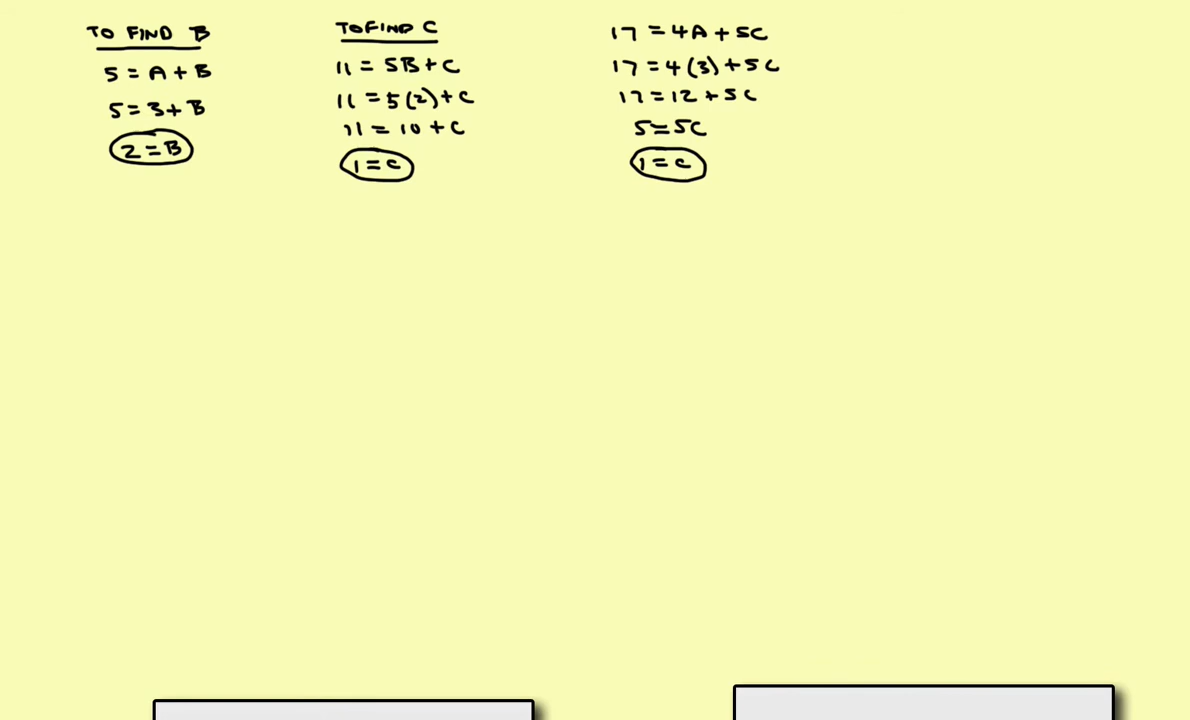 TO FIND B
5 = A + B
5 = 3 + B
2 = B
TO FIND C
11 = 5B + C
11 = 5(2) + C
11 = 10 + C
1 = C
17 = 4A + 5C
17 = 4(3) + 5C
17 = 12 + 5C
5 = 5C
1 = C